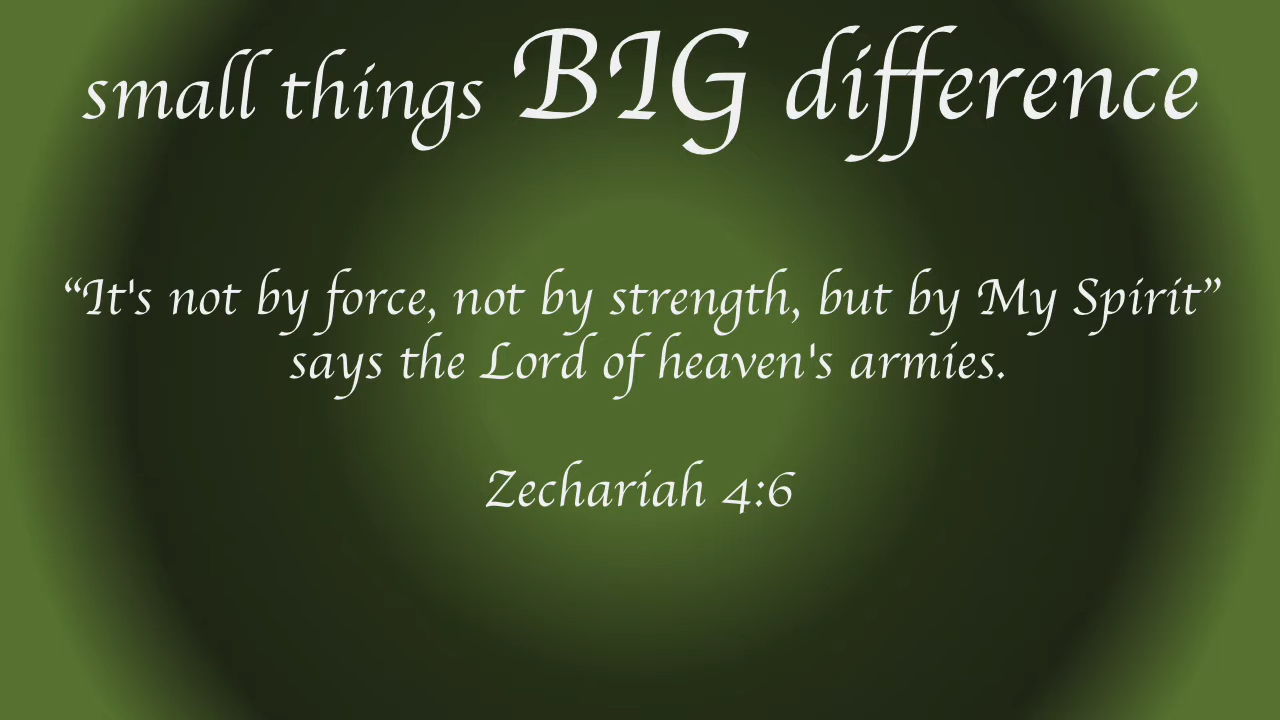 small things BIG difference
“It's not by force, not by strength, but by My Spirit”
says the Lord of heaven's armies.
Zechariah 4:6